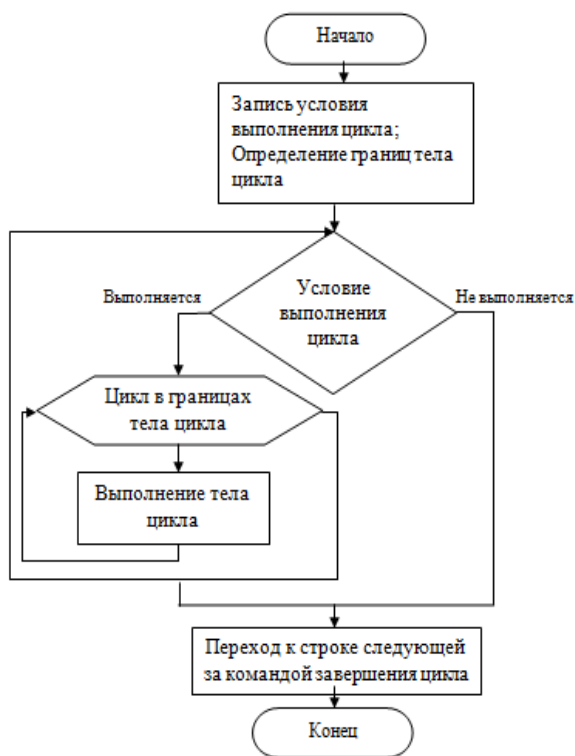 Начало
Запись условия
выполнения цикла;
Определение границ тела
цикла
Условие
выполнения
цикла
Выполняется
Не выполняется
Цикл в границах
тела цикла
Выполнение тела
цикла
Переход к строке следующей
за командой завершения цикла
Конец